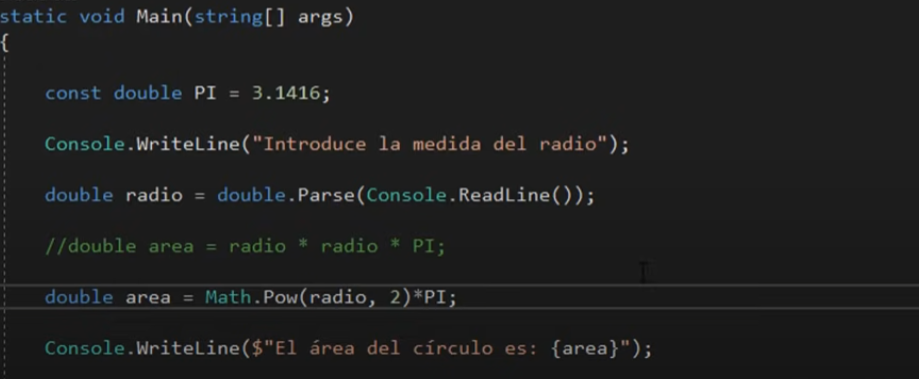 static void Main(string[] args)
{
const double PI = 3.1416;
Console.WriteLine("Introduce la medida del radio");
double radio = double.Parse(Console.ReadLine());
//double area = radio * radio * PI;
double area = Math.Pow(radio, 2)*PI;
Console.WriteLine($"El área del círculo es: {area}");